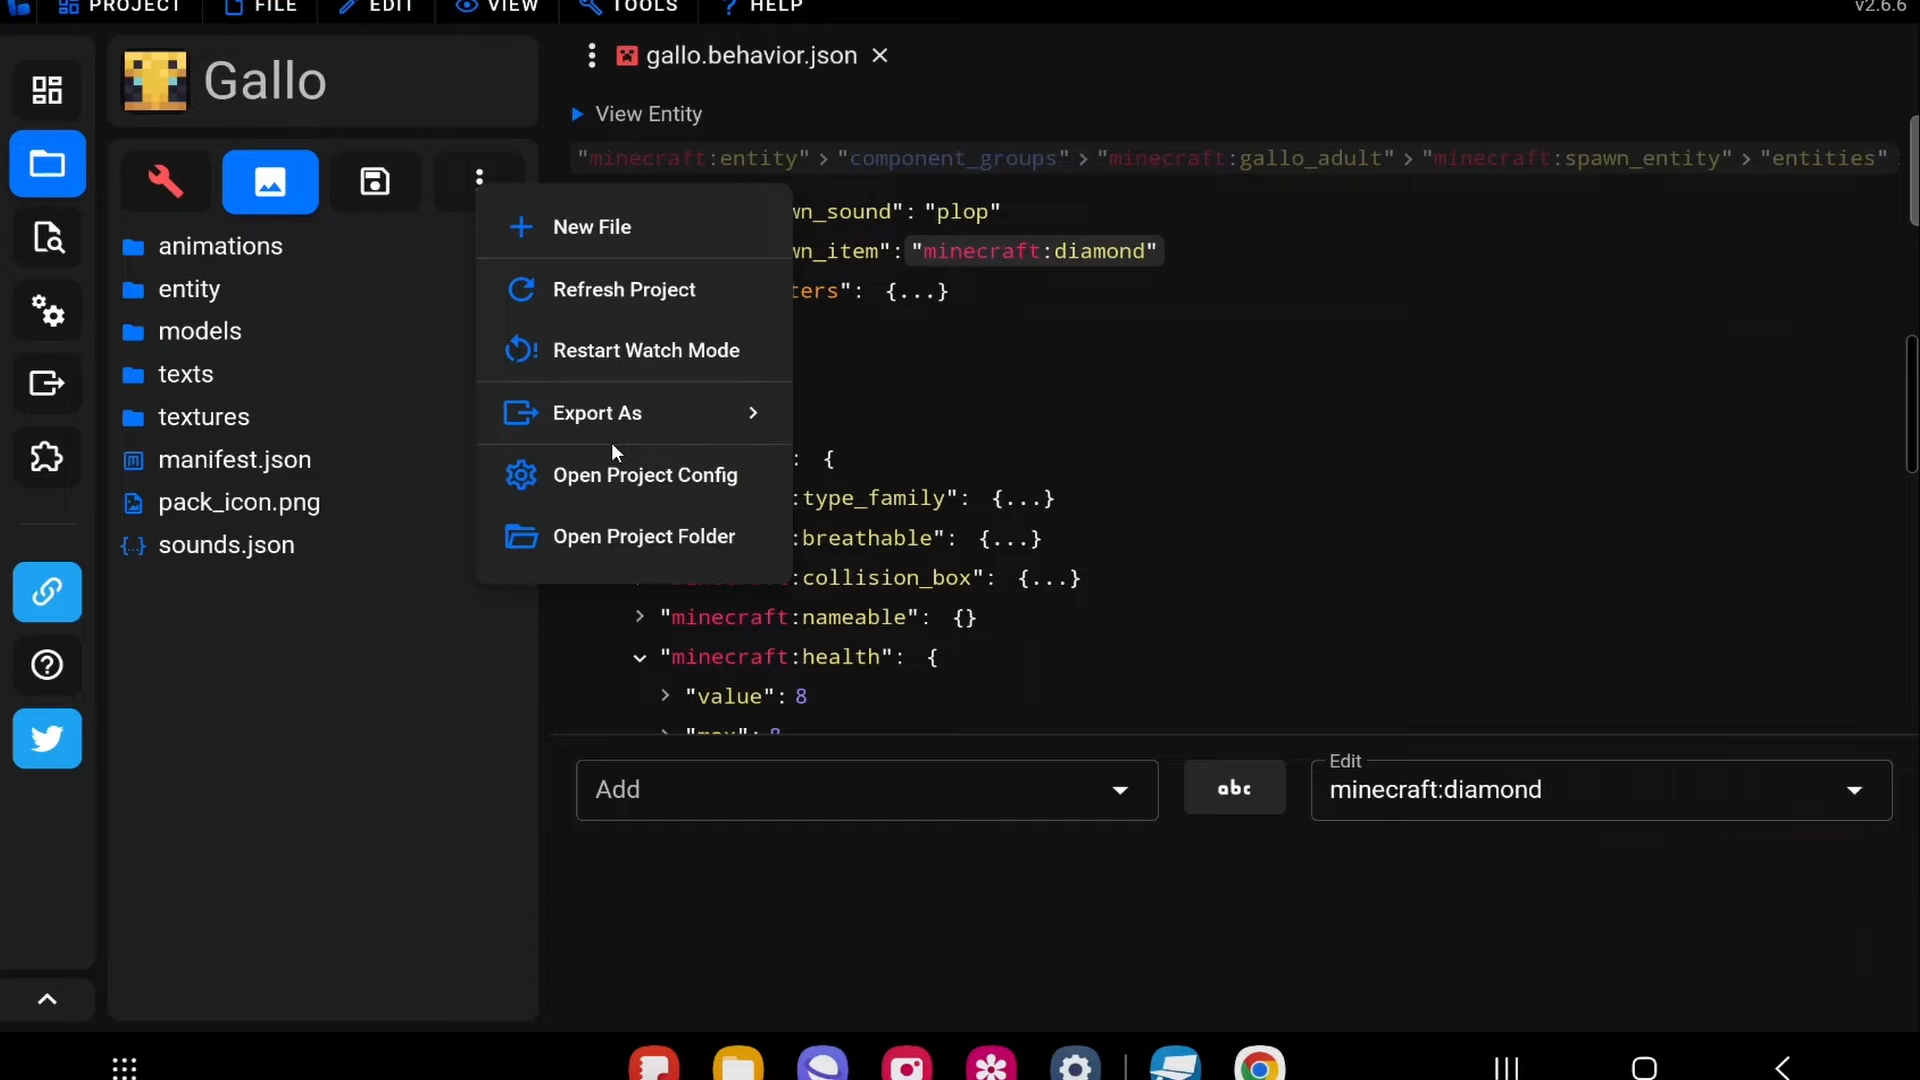 PROJECT
FILE
EDIT
VIEW
TOOLS
? HELP
v2.6.6
Gallo
gallo.behavior.json
View Entity
"minecraft:entity" > "component_groups" > "minecraft:gallo_adult" > "minecraft:spawn_entity" > "entities"
animations
entity
models
texts
textures
manifest.json
pack_icon.png
{...} sounds.json
New File
Refresh Project
Restart Watch Mode
Export As
Open Project Config
Open Project Folder
wn_sound": "plop"
wn_item": "minecraft:diamond"
ters": {...}
: {
:type_family": {...}
:breathable": {...}
:collision_box": {...}
"minecraft:nameable": {}
"minecraft:health": {
"value": 8
Add
abc
Edit
minecraft:diamond